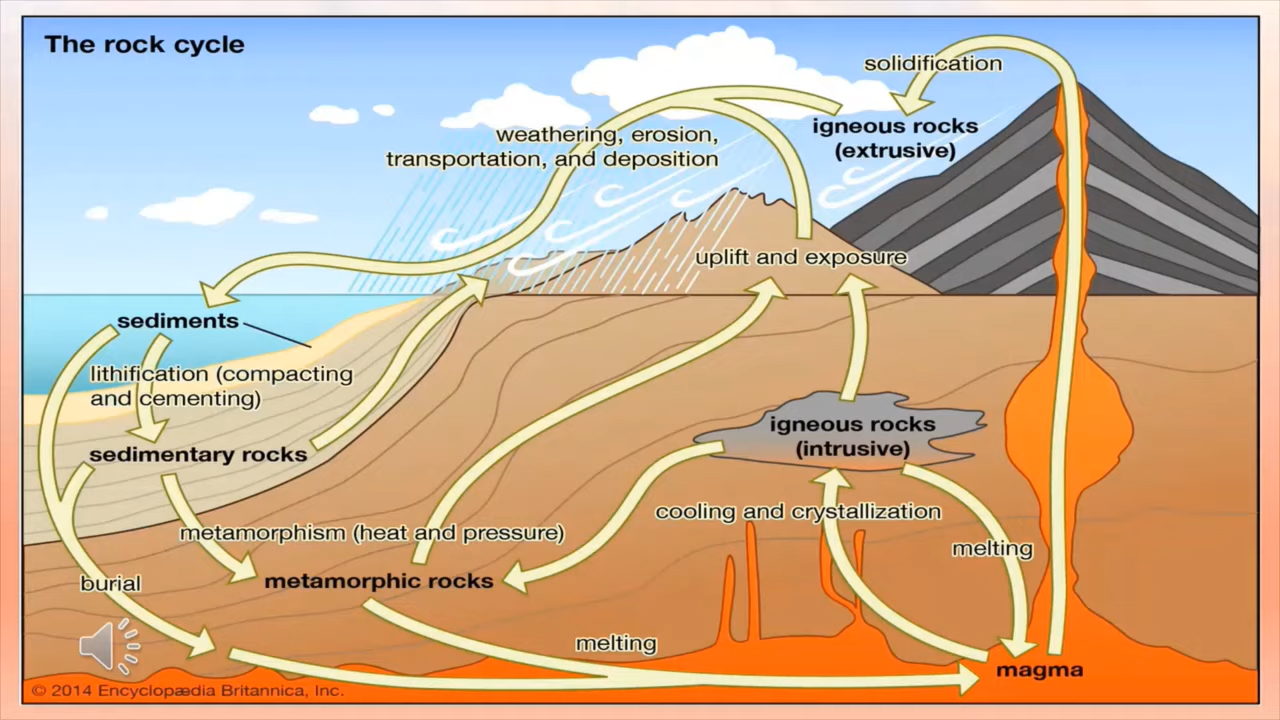 The rock cycle
solidification
igneous rocks
(extrusive)
weathering, erosion,
transportation, and deposition
uplift and exposure
sediments
lithification (compacting
and cementing)
sedimentary rocks
igneous rocks
(intrusive)
cooling and crystallization
metamorphism (heat and pressure)
melting
metamorphic rocks
burial
melting
magma
© 2014 Encyclopædia Britannica, Inc.